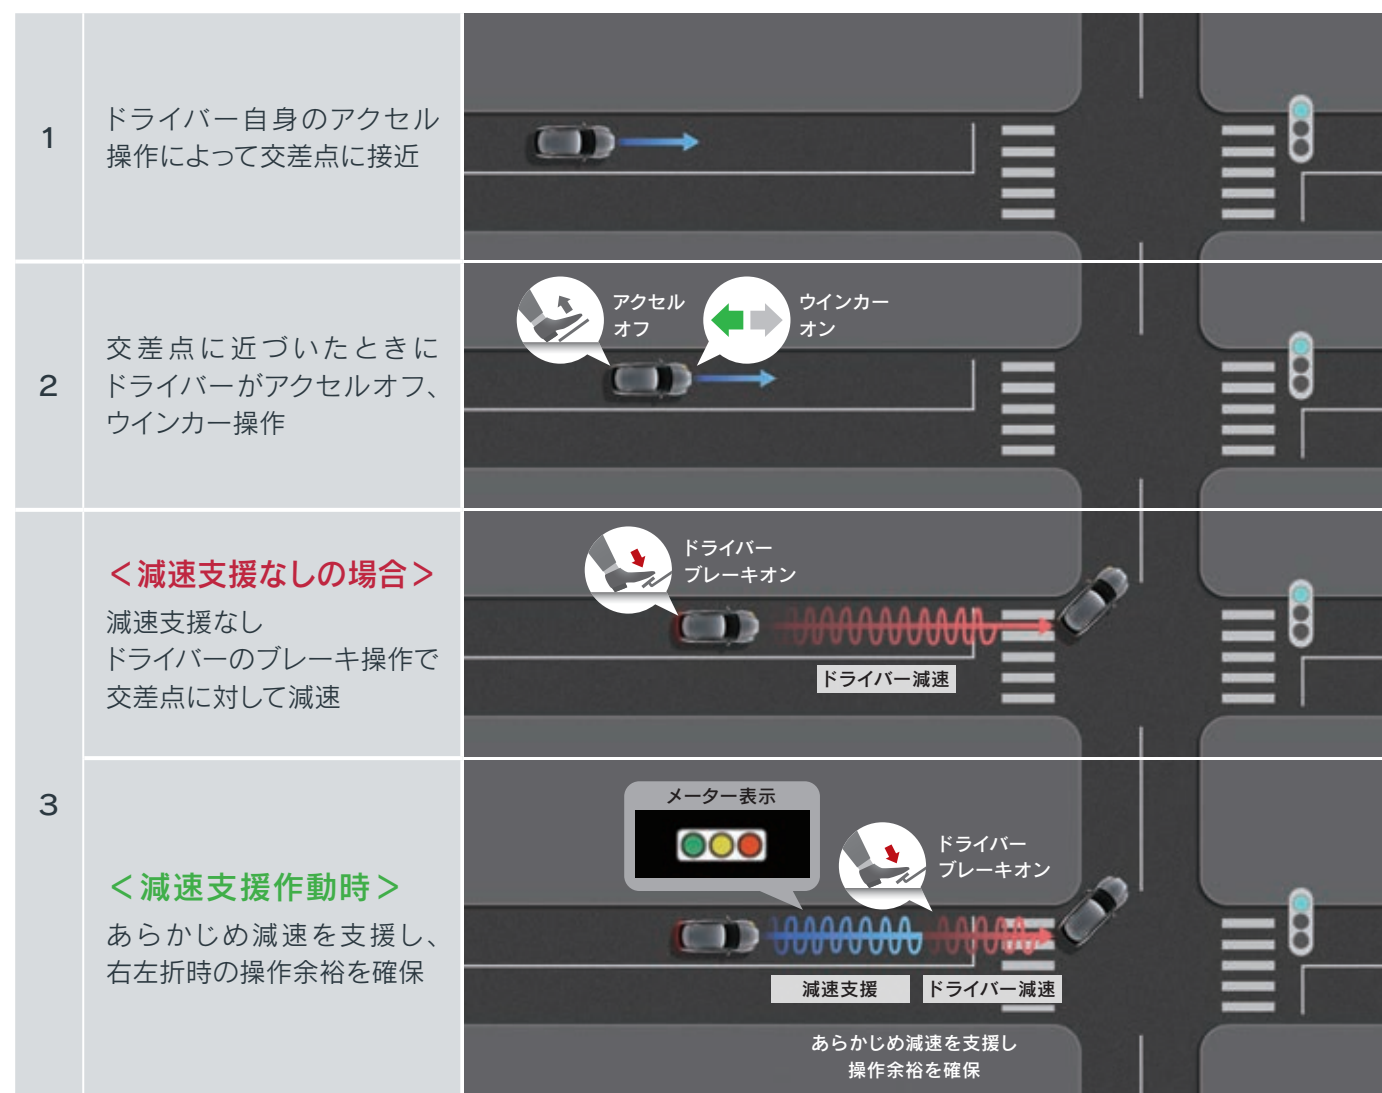 1
ドライバー自身のアクセル
操作によって交差点に接近
2
交差点に近づいたときに
ドライバーがアクセルオフ、
ウインカー操作
アクセル
オフ
ウインカー
オン
3
＜減速支援なしの場合＞
減速支援なし
ドライバーのブレーキ操作で
交差点に対して減速
ドライバー
ブレーキオン
ドライバー減速
＜減速支援作動時＞
あらかじめ減速を支援し、
右左折時の操作余裕を確保
メーター表示
ドライバー
ブレーキオン
減速支援
ドライバー減速
あらかじめ減速を支援し
操作余裕を確保